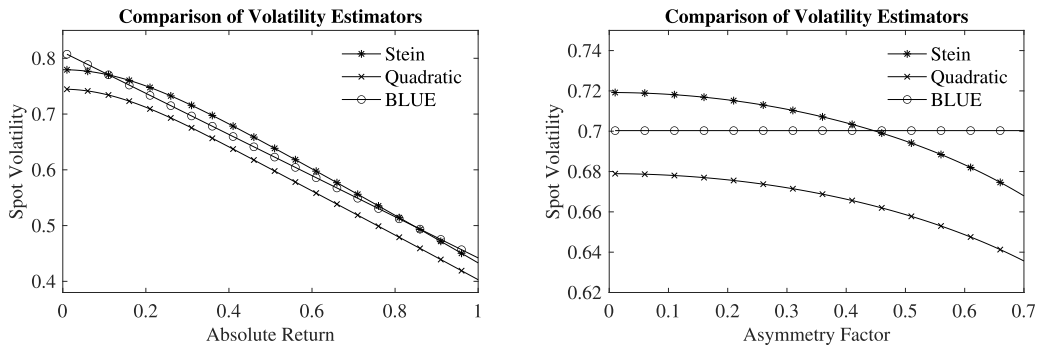 Comparison of Volatility Estimators
Spot Volatility
0.8
0.7
0.6
0.5
0.4
Stein
Quadratic
BLUE
0 0.2 0.4 0.6 0.8 1
Absolute Return
Comparison of Volatility Estimators
Spot Volatility
0.74
0.72
0.7
0.68
0.66
0.64
0.62
Stein
Quadratic
BLUE
0 0.1 0.2 0.3 0.4 0.5 0.6 0.7
Asymmetry Factor